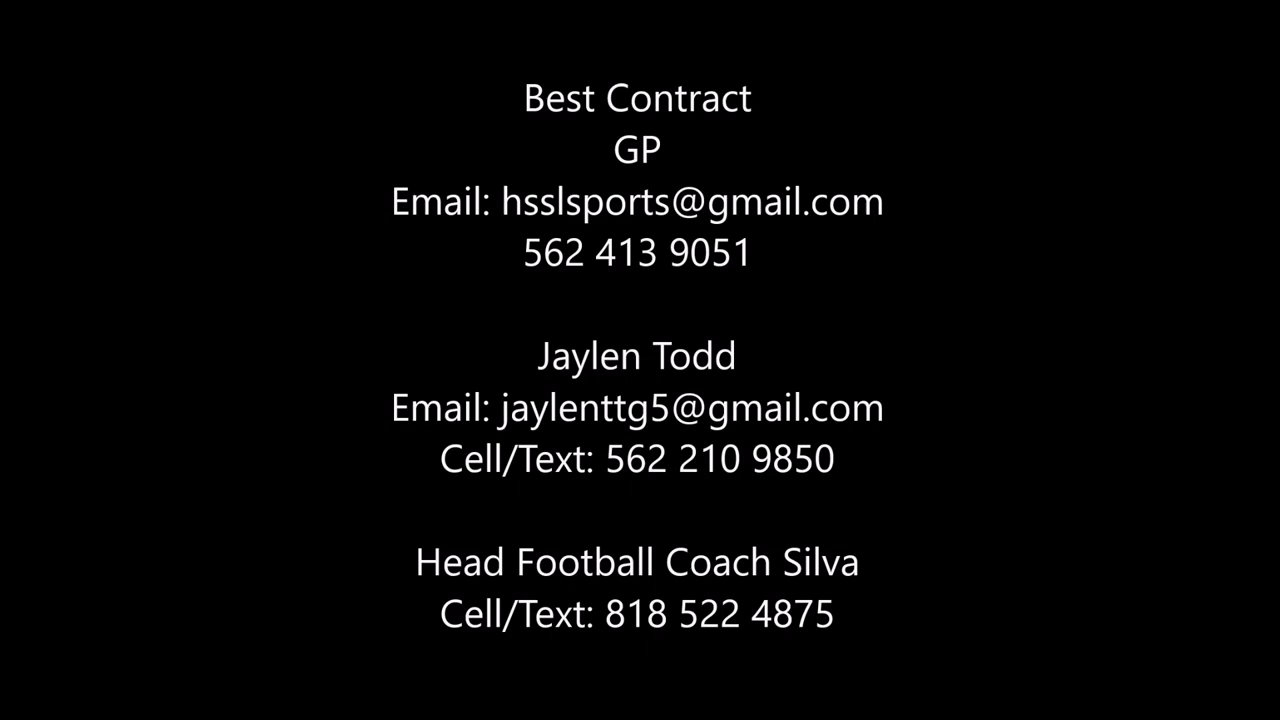 Best Contract
GP
Email: hsslsports@gmail.com
562 413 9051
Jaylen Todd
Email: jaylenttg5@gmail.com
Cell/Text: 562 210 9850
Head Football Coach Silva
Cell/Text: 818 522 4875